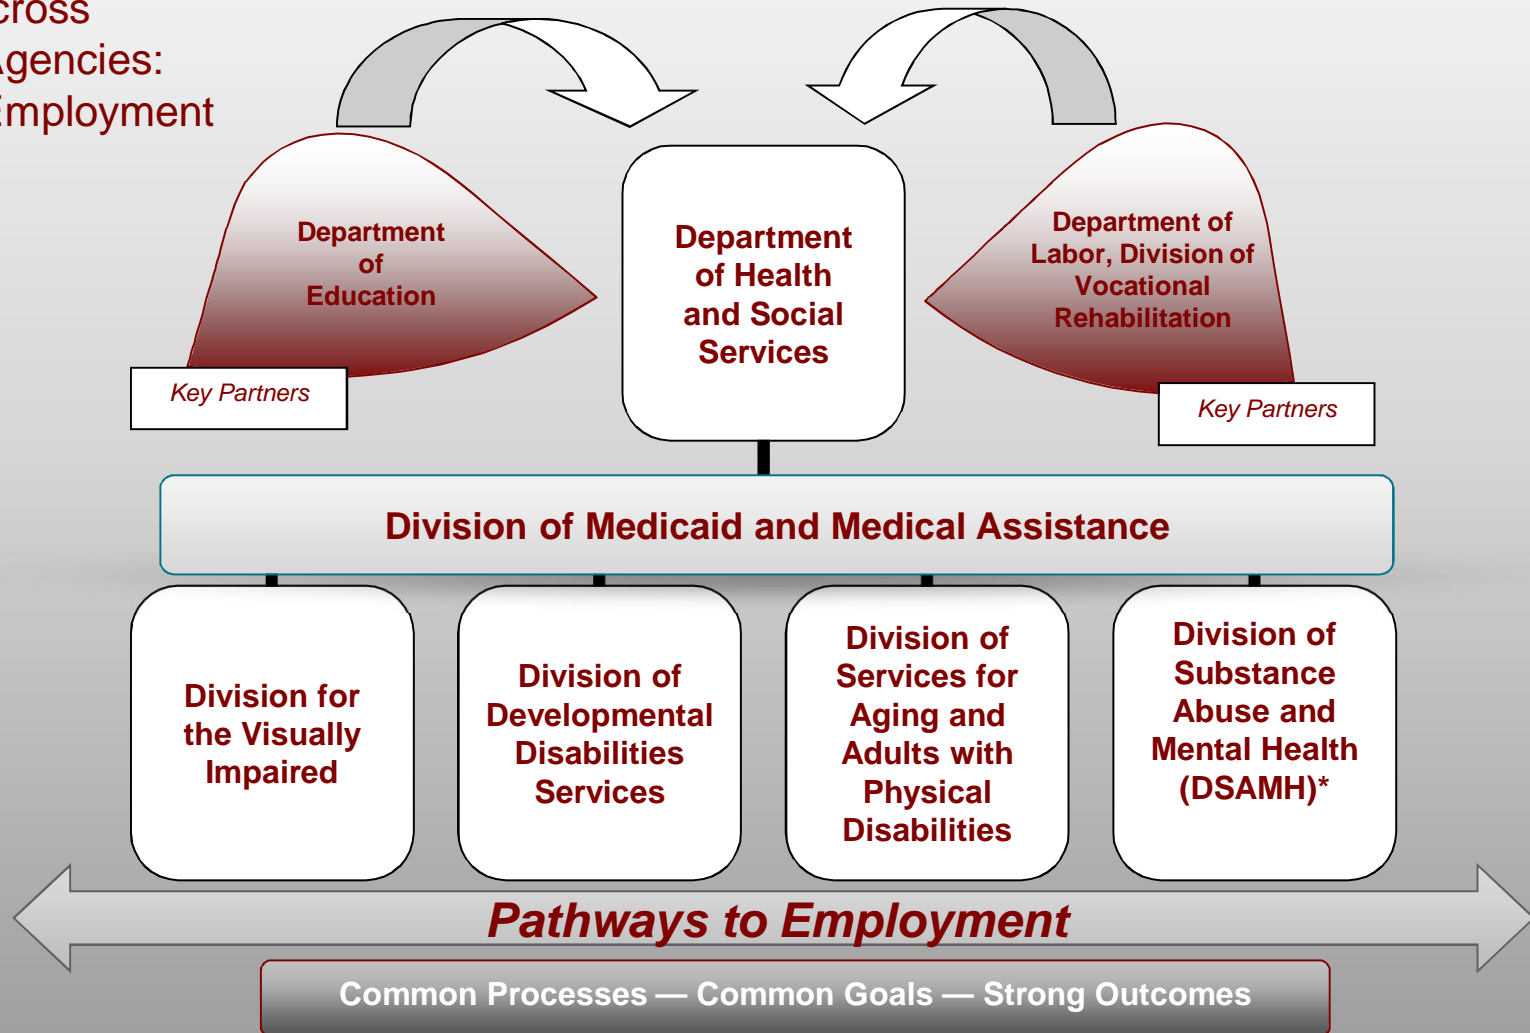 cross
Agencies:
Employment
Department
of
Education
Key Partners
Department
of Health
and Social
Services
Department of
Labor, Division of
Vocational
Rehabilitation
Key Partners
Division of Medicaid and Medical Assistance
Division for
the Visually
Impaired
Division of
Developmental
Disabilities
Services
Division of
Services for
Aging and
Adults with
Physical
Disabilities
Division of
Substance
Abuse and
Mental Health
(DSAMH)*
Pathways to Employment
Common Processes — Common Goals — Strong Outcomes